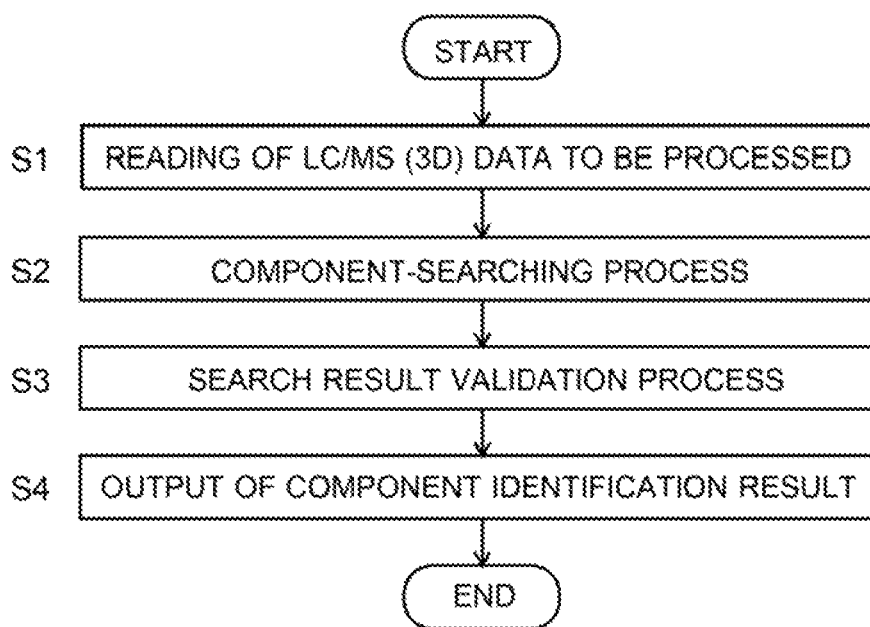 START
S1 READING OF LC/MS (3D) DATA TO BE PROCESSED
S2 COMPONENT-SEARCHING PROCESS
S3 SEARCH RESULT VALIDATION PROCESS
S4 OUTPUT OF COMPONENT IDENTIFICATION RESULT
END